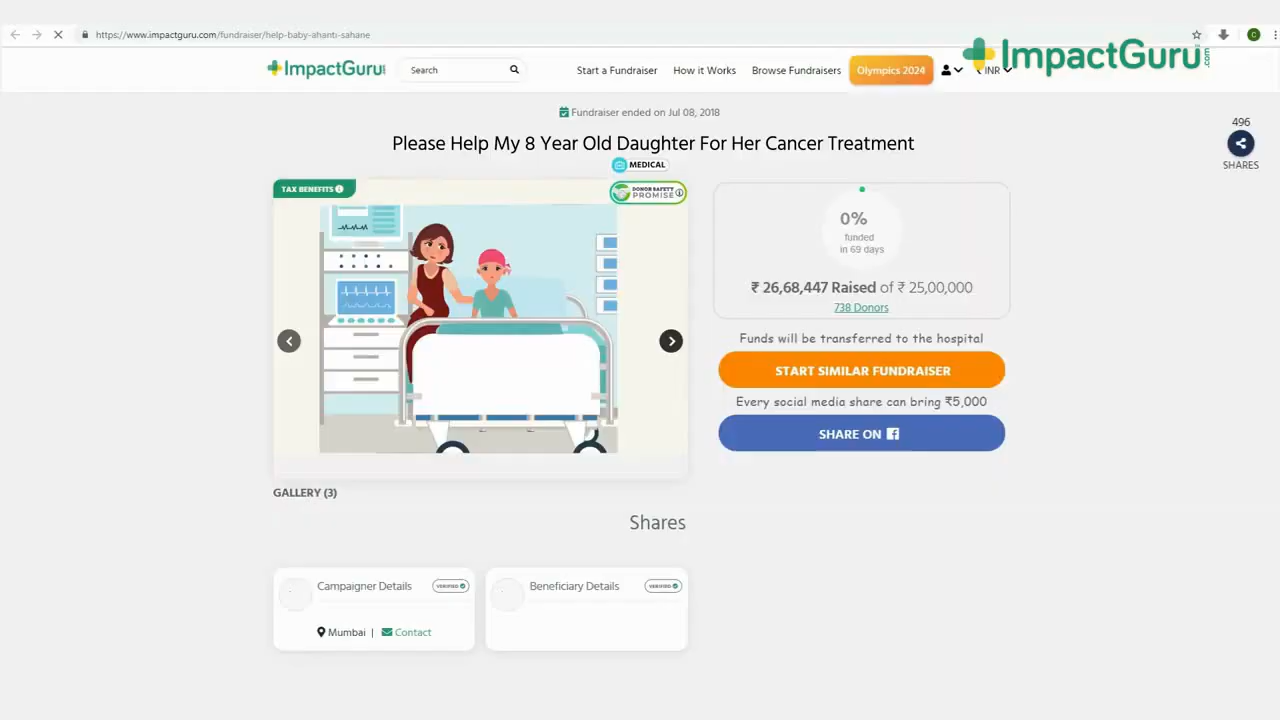 https://www.impactguru.com/fundraiser/help-baby-ahanti-sahane
ImpactGuru.com
ImpactGuru
Search
Start a Fundraiser
How it Works
Browse Fundraisers
Olympics 2024
INR
Fundraiser ended on Jul 08, 2018
496
SHARES
Please Help My 8 Year Old Daughter For Her Cancer Treatment
MEDICAL
TAX BENEFITS
DONOR SAFETY
PROMISE
0%
funded
in 69 days
₹ 26,68,447 Raised of ₹ 25,00,000
738 Donors
Funds will be transferred to the hospital
START SIMILAR FUNDRAISER
Every social media share can bring ₹5,000
SHARE ON
GALLERY (3)
Shares
Campaigner Details
VERIFIED
Beneficiary Details
VERIFIED
Mumbai | Contact